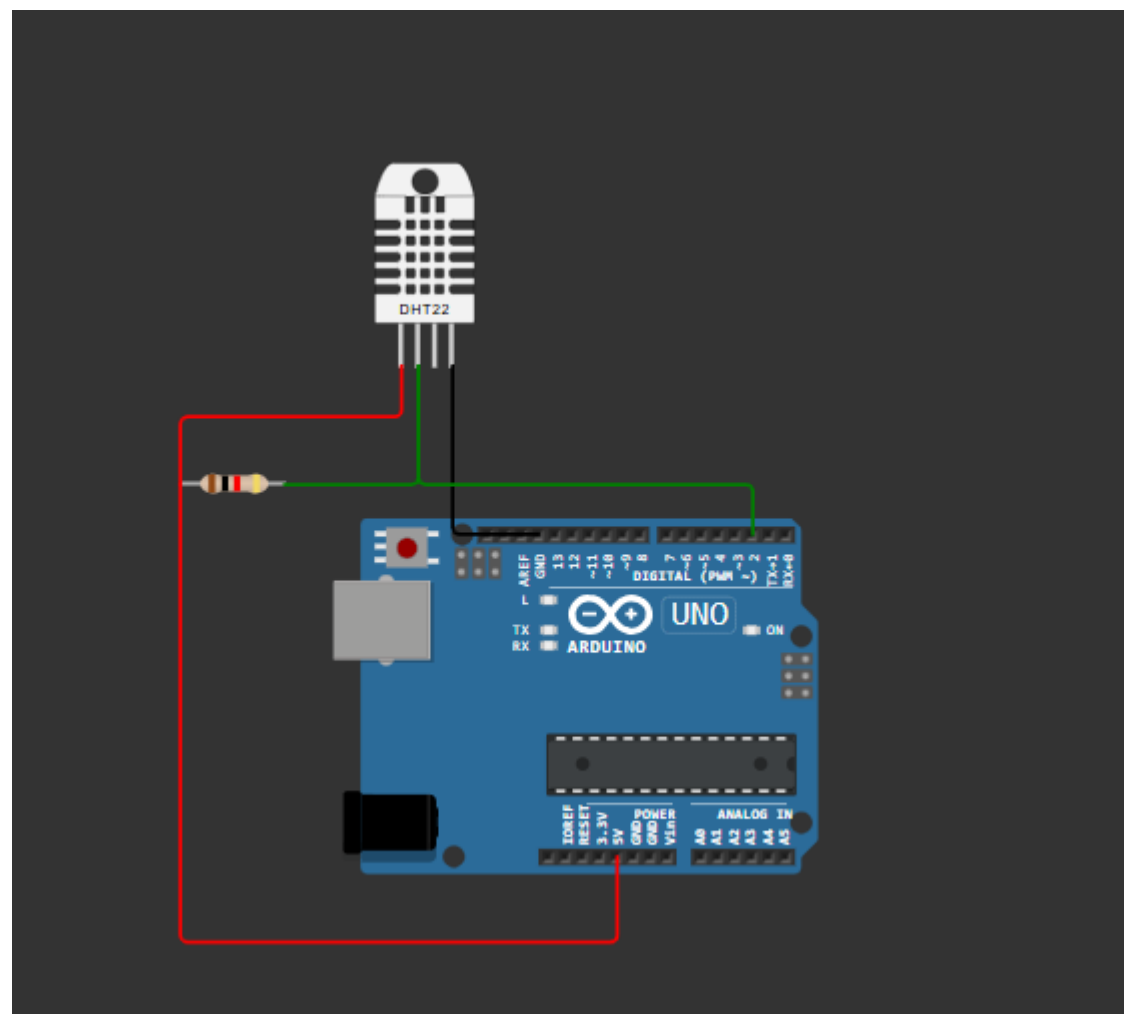 DHT22
AREF
GND
13
12
~11
~10
~9
8
7
~6
~5
4
~3
2
TX→1
RX←0
DIGITAL (PWM ~)
L
TX
RX
UNO
ON
ARDUINO
IOREF
RESET
3.3V
5V
GND
GND
Vin
POWER
ANALOG IN
A0
A1
A2
A3
A4
A5